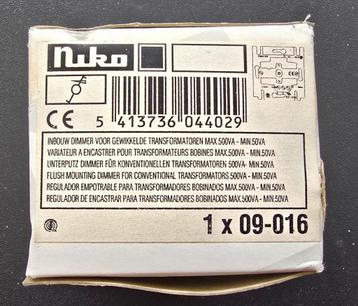 niko
CE 5 413736 044029
INBOUW DIMMER VOOR GEWIKKELDE TRANSFORMATOREN MAX.500VA - MIN.50VA
VARIATEUR A ENCASTRER POUR TRANSFORMATEURS BOBINES MAX.500VA - MIN.50VA
UNTERPUTZ DIMMER FÜR KONVENTIONELLEN TRANSFORMATOREN MAX.500VA - MIN.50VA
FLUSH MOUNTING DIMMER FOR CONVENTIONAL TRANSFORMATORS MAX.500VA - MIN.50VA
REGULADOR EMPOTRABLE PARA TRANSFORMADORES BOBINADOS MAX.500VA - MIN.50VA
REGULADOR DE ENCASTRAR PARA TRANSFORMADORES BOBINADOS MAX.500VA - MIN.50VA
1 x 09-016